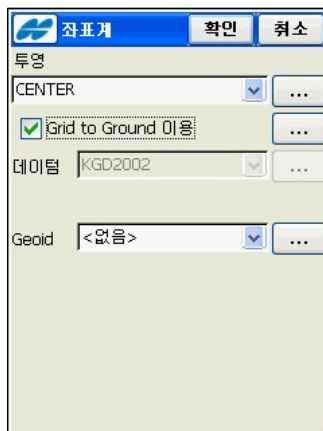 좌표계 확인 취소
투영
CENTER ...
Grid to Ground 이용 ...
데이텀 KGD2002 ...
Geoid <없음> ...